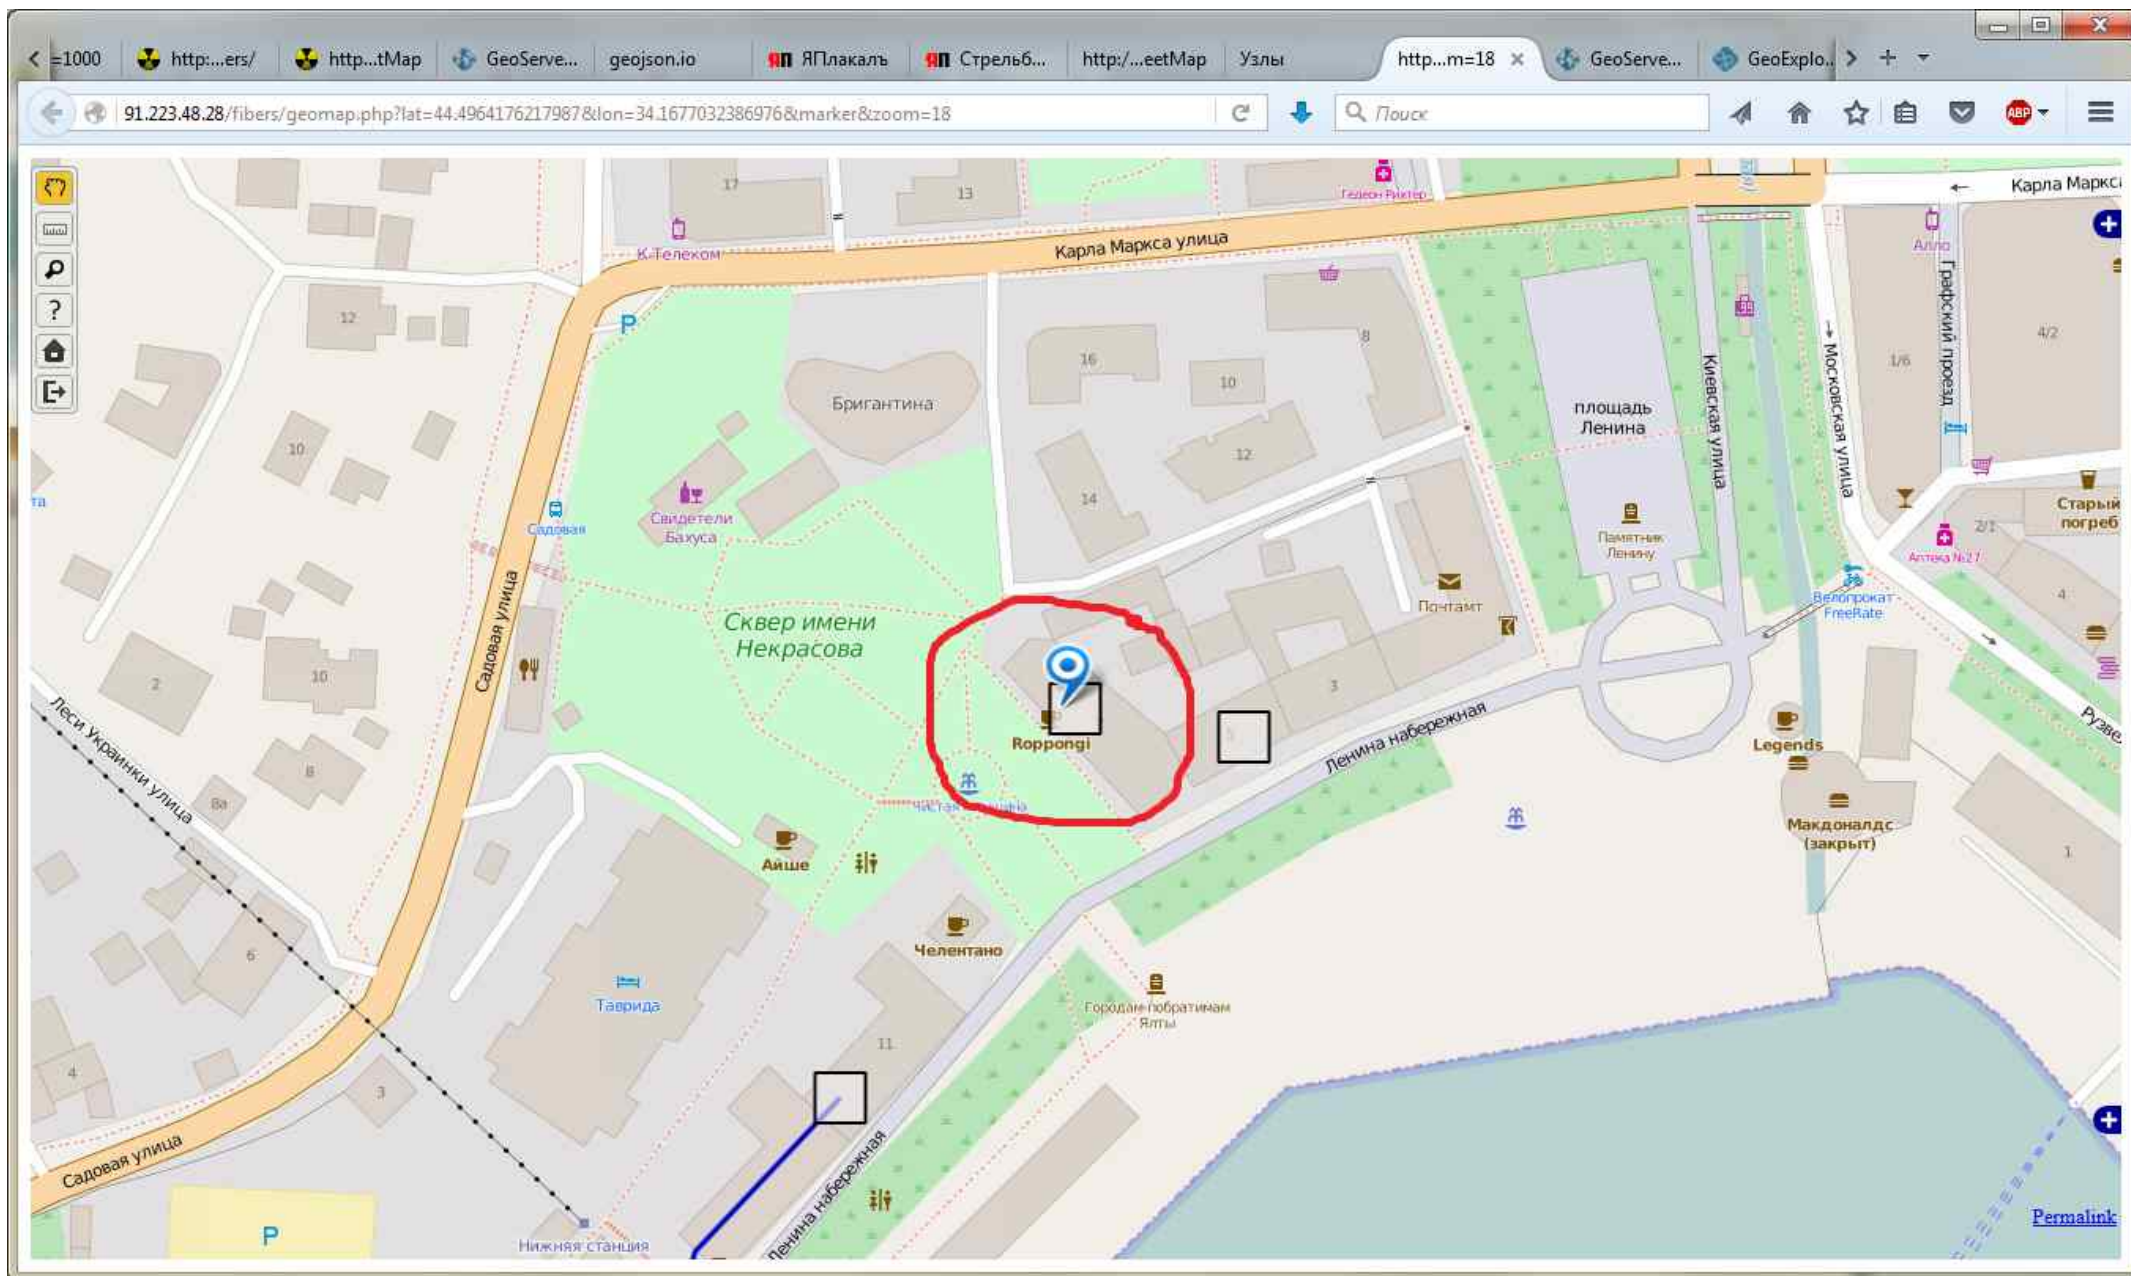 =1000
http:...ers/
http...tMap
GeoServe...
geojson.io
ЯП ЯПлакалъ
ЯП Стрельб...
http:/...eetMap
Узлы
http...m=18
GeoServe...
GeoExplo...
91.223.48.28/fibers/geomap.php?lat=44.4964176217987&lon=34.1677032386976&marker&zoom=18
Поиск
ABP
17
13
Гедеон Рихтер
Карла Маркса
К-Телеком
Карла Маркса улица
Алло
Графский проезд
12
P
16
8
10
4/2
1/6
Бригантина
площадь
Ленина
Киевская улица
Московская улица
10
12
14
та
Садовая
Свидетели
Бахуса
Памятник
Ленину
Старый
погреб
2/1
Аптека №27
Почтамт
Велопрокат
FreeRate
4
Сквер имени
Некрасова
Садовая улица
2
10
3
Roppongi
Ленина набережная
Legends
Рузве
Леси Украинки улица
8
8а
Макдоналдс
(закрыт)
1
Айше
Челентано
6
Таврида
Городам-побратимам
Ялты
11
4
3
Садовая улица
Ленина набережная
P
Нижняя станция
Permalink